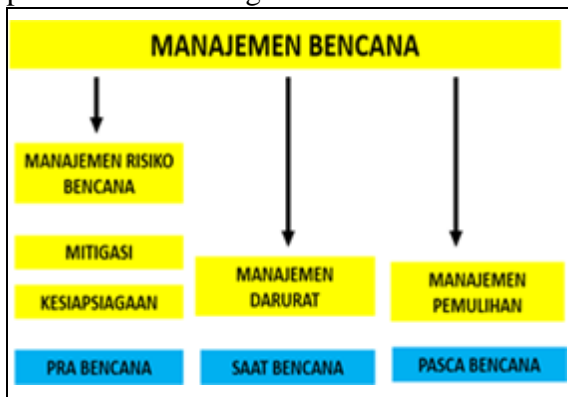 MANAJEMEN BENCANA
MANAJEMEN RISIKO
BENCANA
MITIGASI
KESIAPSIAGAAN
MANAJEMEN
DARURAT
MANAJEMEN
PEMULIHAN
PRA BENCANA
SAAT BENCANA
PASCA BENCANA